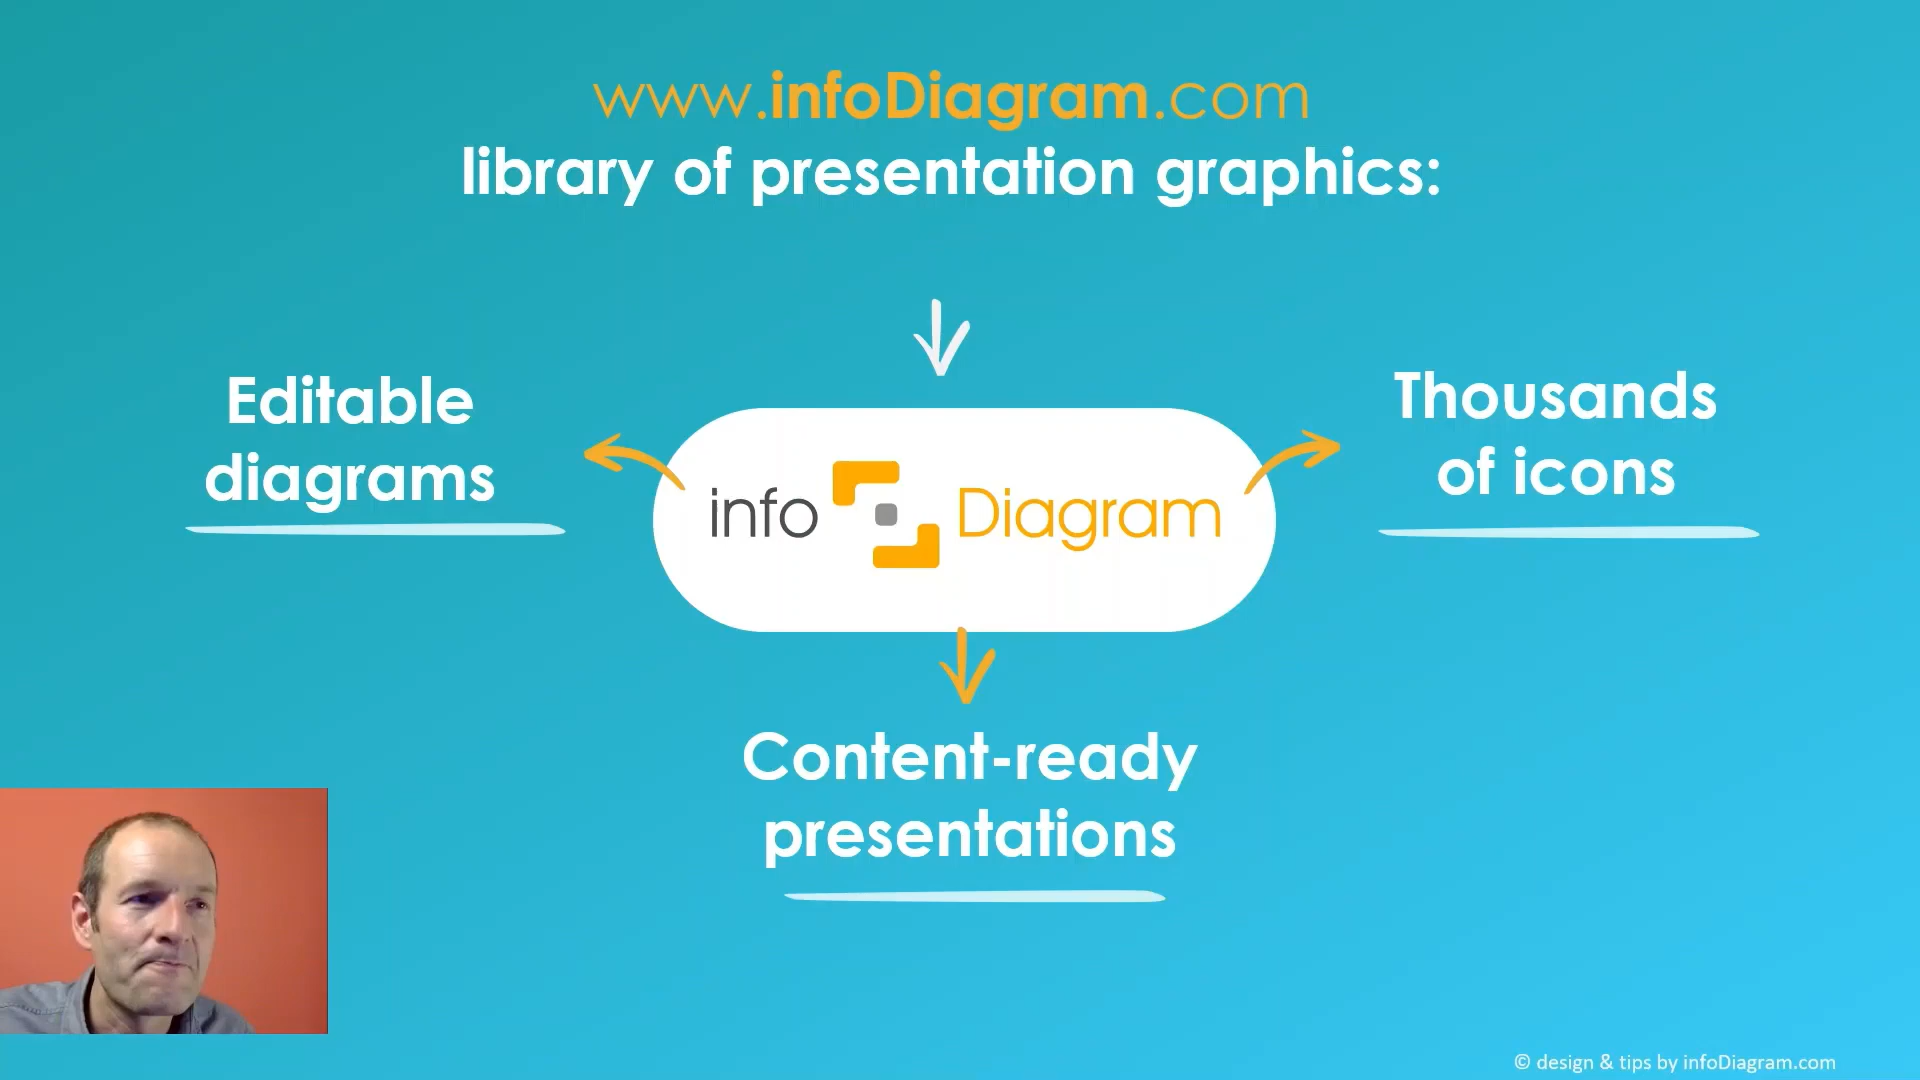 www.infoDiagram.com
library of presentation graphics:
Editable
diagrams
Thousands
of icons
info Diagram
Content-ready
presentations
© design & tips by infoDiagram.com